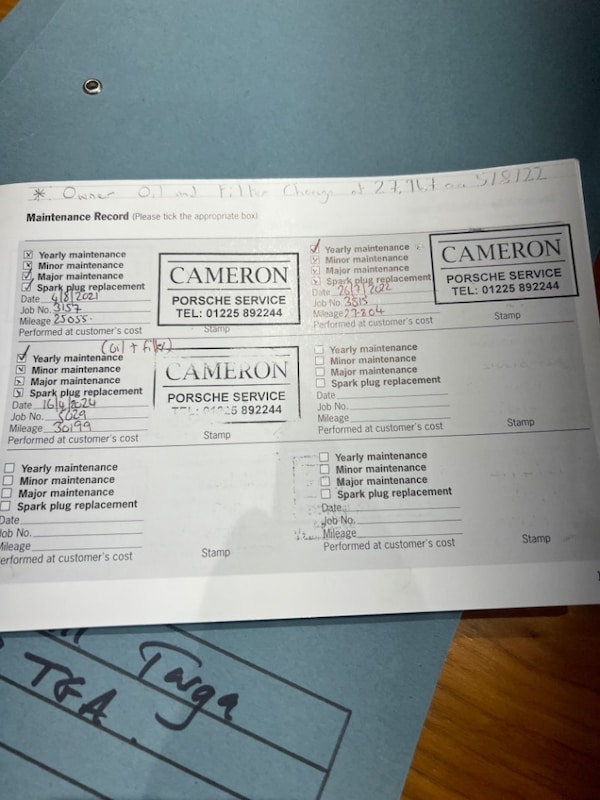 * Owner Oil and Filter Change at 27,767 on 5/8/22
Maintenance Record (Please tick the appropriate box)
Yearly maintenance
Minor maintenance
Major maintenance
Spark plug replacement
Date 4/8/2021
Job No. 3157
Mileage 25055
Performed at customer's cost
CAMERON
PORSCHE SERVICE
TEL: 01225 892244
Stamp
Yearly maintenance
Minor maintenance
Major maintenance
Spark plug replacement
Date 26/7/2022
Job No. 3815
Mileage 27804
Performed at customer's cost
CAMERON
PORSCHE SERVICE
TEL: 01225 892244
Stamp
(oil + filter)
Yearly maintenance
Minor maintenance
Major maintenance
Spark plug replacement
Date 16/4/2024
Job No. 5029
Mileage 30199
Performed at customer's cost
CAMERON
PORSCHE SERVICE
TEL: 01225 892244
Stamp
Yearly maintenance
Minor maintenance
Major maintenance
Spark plug replacement
Date
Job No.
Mileage
Performed at customer's cost
Stamp
Yearly maintenance
Minor maintenance
Major maintenance
Spark plug replacement
Date
Job No.
Mileage
Performed at customer's cost
Stamp
Yearly maintenance
Minor maintenance
Major maintenance
Spark plug replacement
Date
Job No.
Mileage
Performed at customer's cost
Stamp
Targa
TGA.